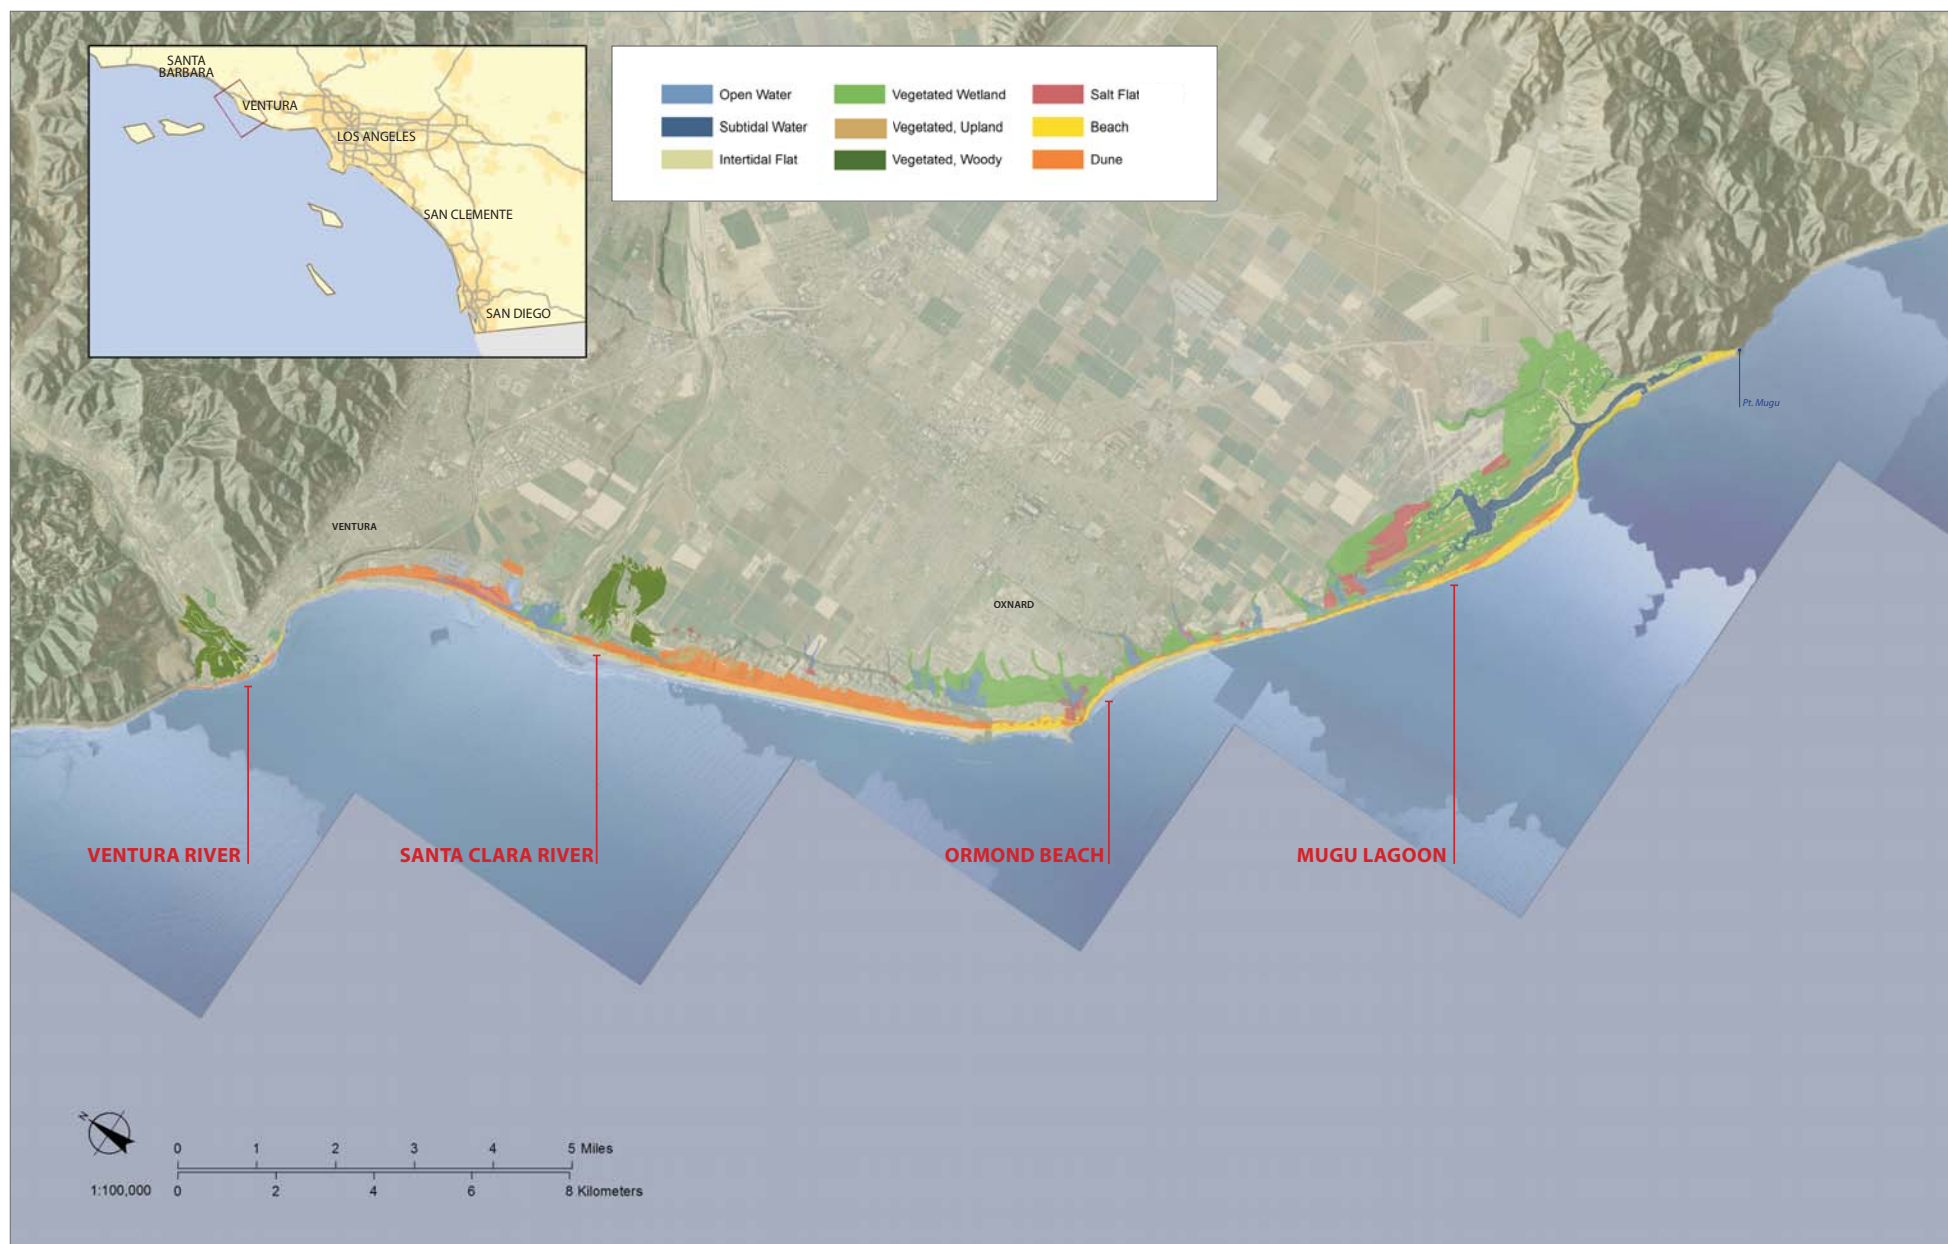 SANTA
BARBARA
VENTURA
LOS ANGELES
SAN CLEMENTE
SAN DIEGO
Open Water
Subtidal Water
Intertidal Flat
Vegetated Wetland
Vegetated, Upland
Vegetated, Woody
Salt Flat
Beach
Dune
Pt. Mugu
VENTURA
OXNARD
VENTURA RIVER
SANTA CLARA RIVER
ORMOND BEACH
MUGU LAGOON
N
0 1 2 3 4 5 Miles
1:100,000 0 2 4 6 8 Kilometers